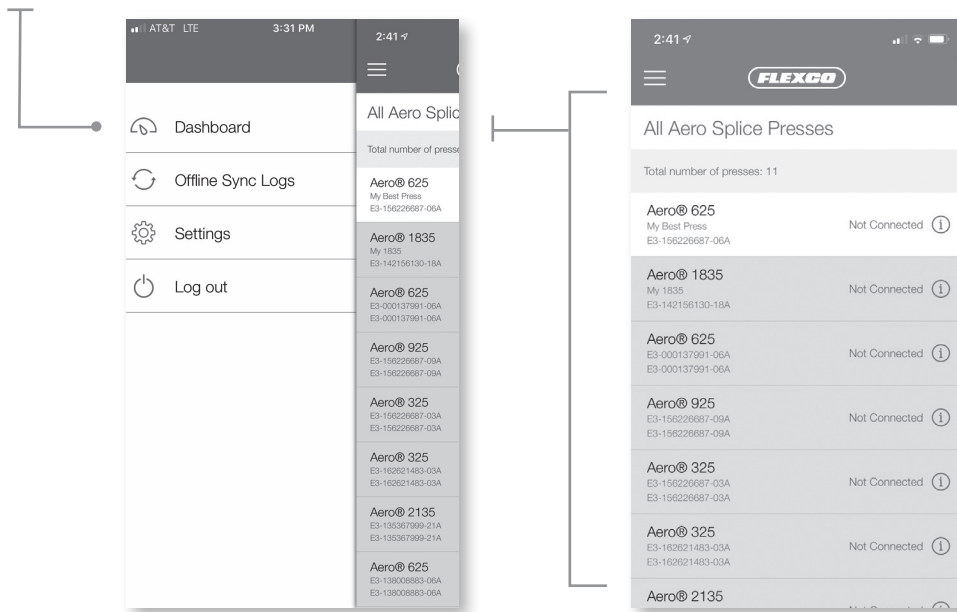 AT&T LTE 3:31 PM
Dashboard
Offline Sync Logs
Settings
Log out
2:41
All Aero Splic
Total number of presse
Aero® 625
My Best Press
E3-156226687-06A
Aero® 1835
My 1835
E3-142156130-18A
Aero® 625
E3-000137991-06A
E3-000137991-06A
Aero® 925
E3-156226687-09A
E3-156226687-09A
Aero® 325
E3-156226687-03A
E3-156226687-03A
Aero® 325
E3-162621483-03A
E3-162621483-03A
Aero® 2135
E3-135367999-21A
E3-135367999-21A
Aero® 625
E3-138008883-06A
E3-138008883-06A
2:41
FLEXCO
All Aero Splice Presses
Total number of presses: 11
Aero® 625
My Best Press
E3-156226687-06A
Not Connected
Aero® 1835
My 1835
E3-142156130-18A
Not Connected
Aero® 625
E3-000137991-06A
E3-000137991-06A
Not Connected
Aero® 925
E3-156226687-09A
E3-156226687-09A
Not Connected
Aero® 325
E3-156226687-03A
E3-156226687-03A
Not Connected
Aero® 325
E3-162621483-03A
E3-162621483-03A
Not Connected
Aero® 2135